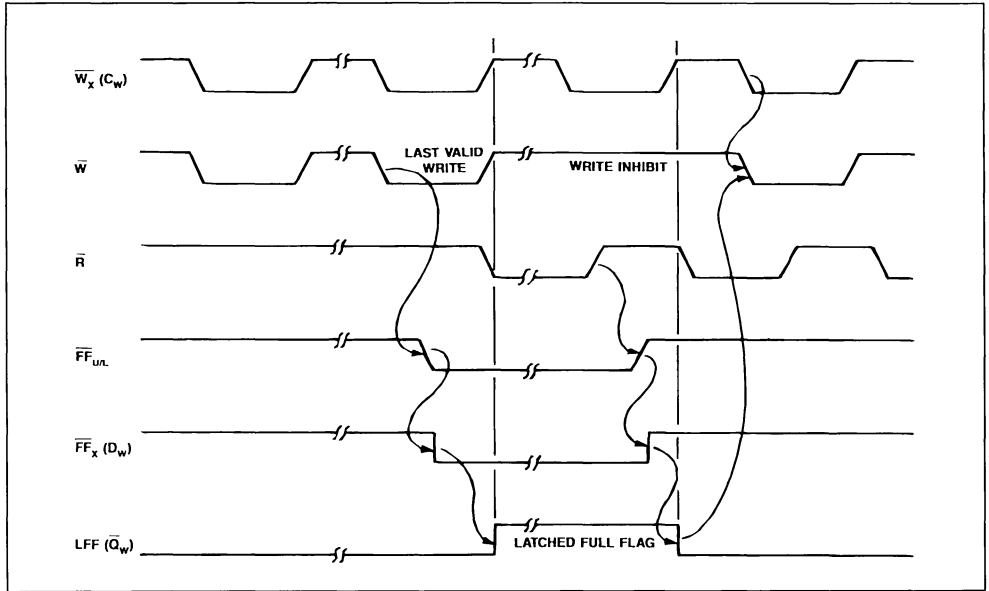 W̅X̅ (CW)
W̅
LAST VALID
WRITE
WRITE INHIBIT
R̅
F̅F̅U/L
F̅F̅X (DW)
LFF (Q̅W)
LATCHED FULL FLAG